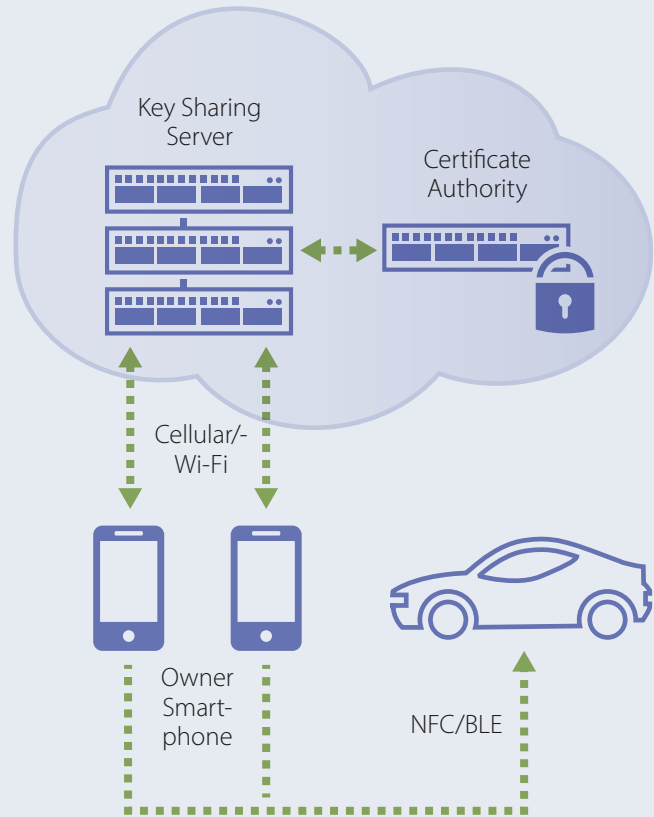 Key Sharing
Server
Certificate
Authority
Cellular/-
Wi-Fi
Owner
Smart-
phone
NFC/BLE